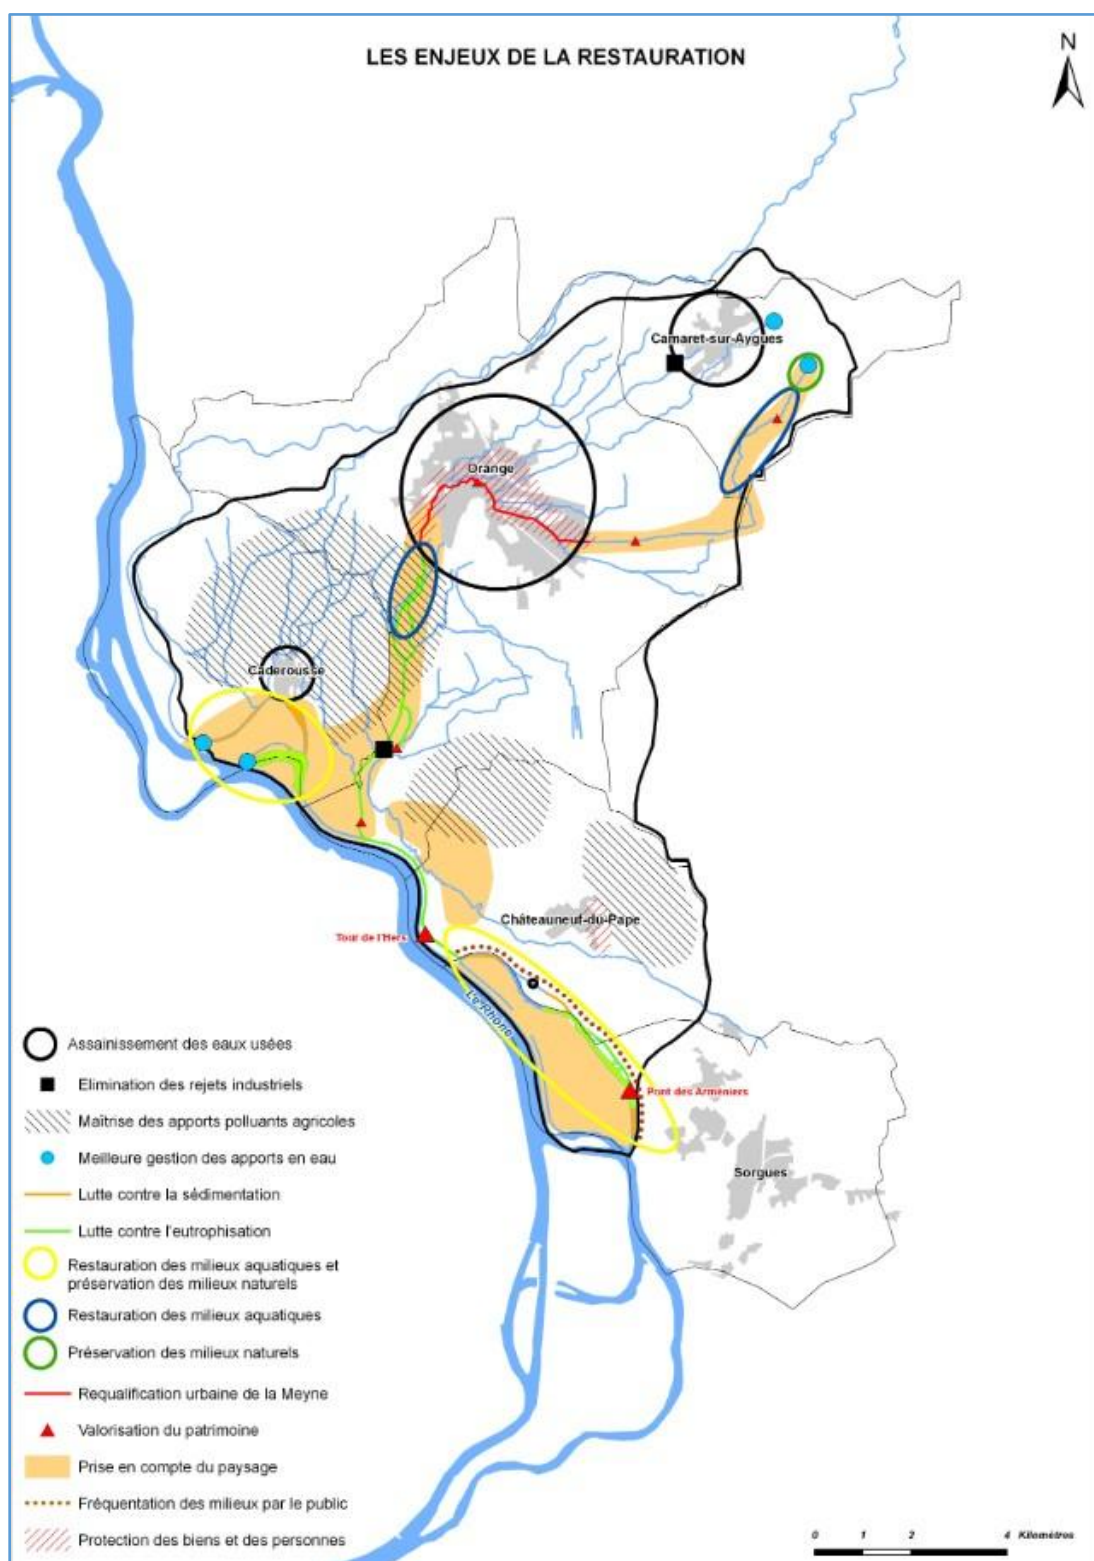 LES ENJEUX DE LA RESTAURATION
N
Camaret-sur-Aygues
Orange
Caderousse
Châteauneuf-du-Pape
Tour de l'Hers
Le Rhône
Pont des Arméniers
Sorgues
Assainissement des eaux usées
Elimination des rejets industriels
Maîtrise des apports polluants agricoles
Meilleure gestion des apports en eau
Lutte contre la sédimentation
Lutte contre l'eutrophisation
Restauration des milieux aquatiques et
préservation des milieux naturels
Restauration des milieux aquatiques
Préservation des milieux naturels
Requalification urbaine de la Meyne
Valorisation du patrimoine
Prise en compte du paysage
Fréquentation des milieux par le public
Protection des biens et des personnes
0 1 2 4 Kilomètres